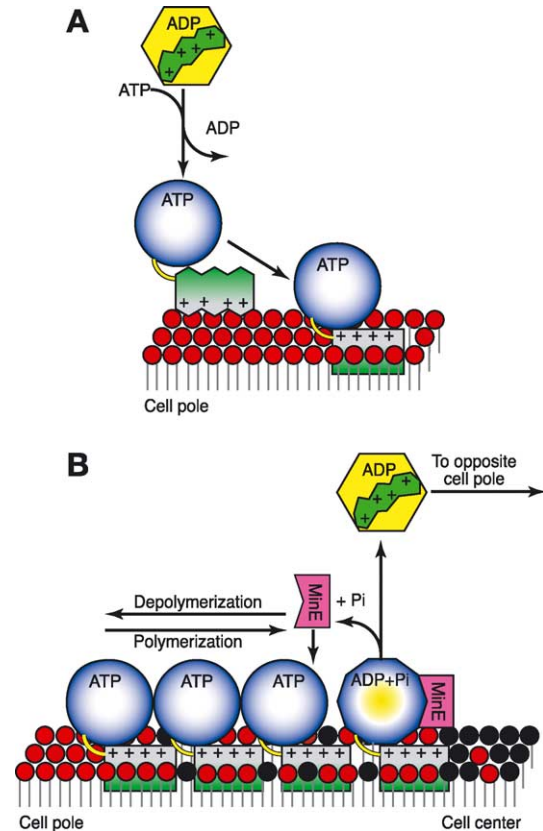 A
ADP
+ + + +
ATP
ADP
ATP
ATP
+ + + +
+ + + +
Cell pole
B
ADP
+ + + +
To opposite
cell pole
MinE
+ Pi
Depolymerization
Polymerization
ATP
ATP
ATP
ADP+Pi
MinE
+ + + +
+ + + +
+ + + +
+ + + +
Cell pole
Cell center